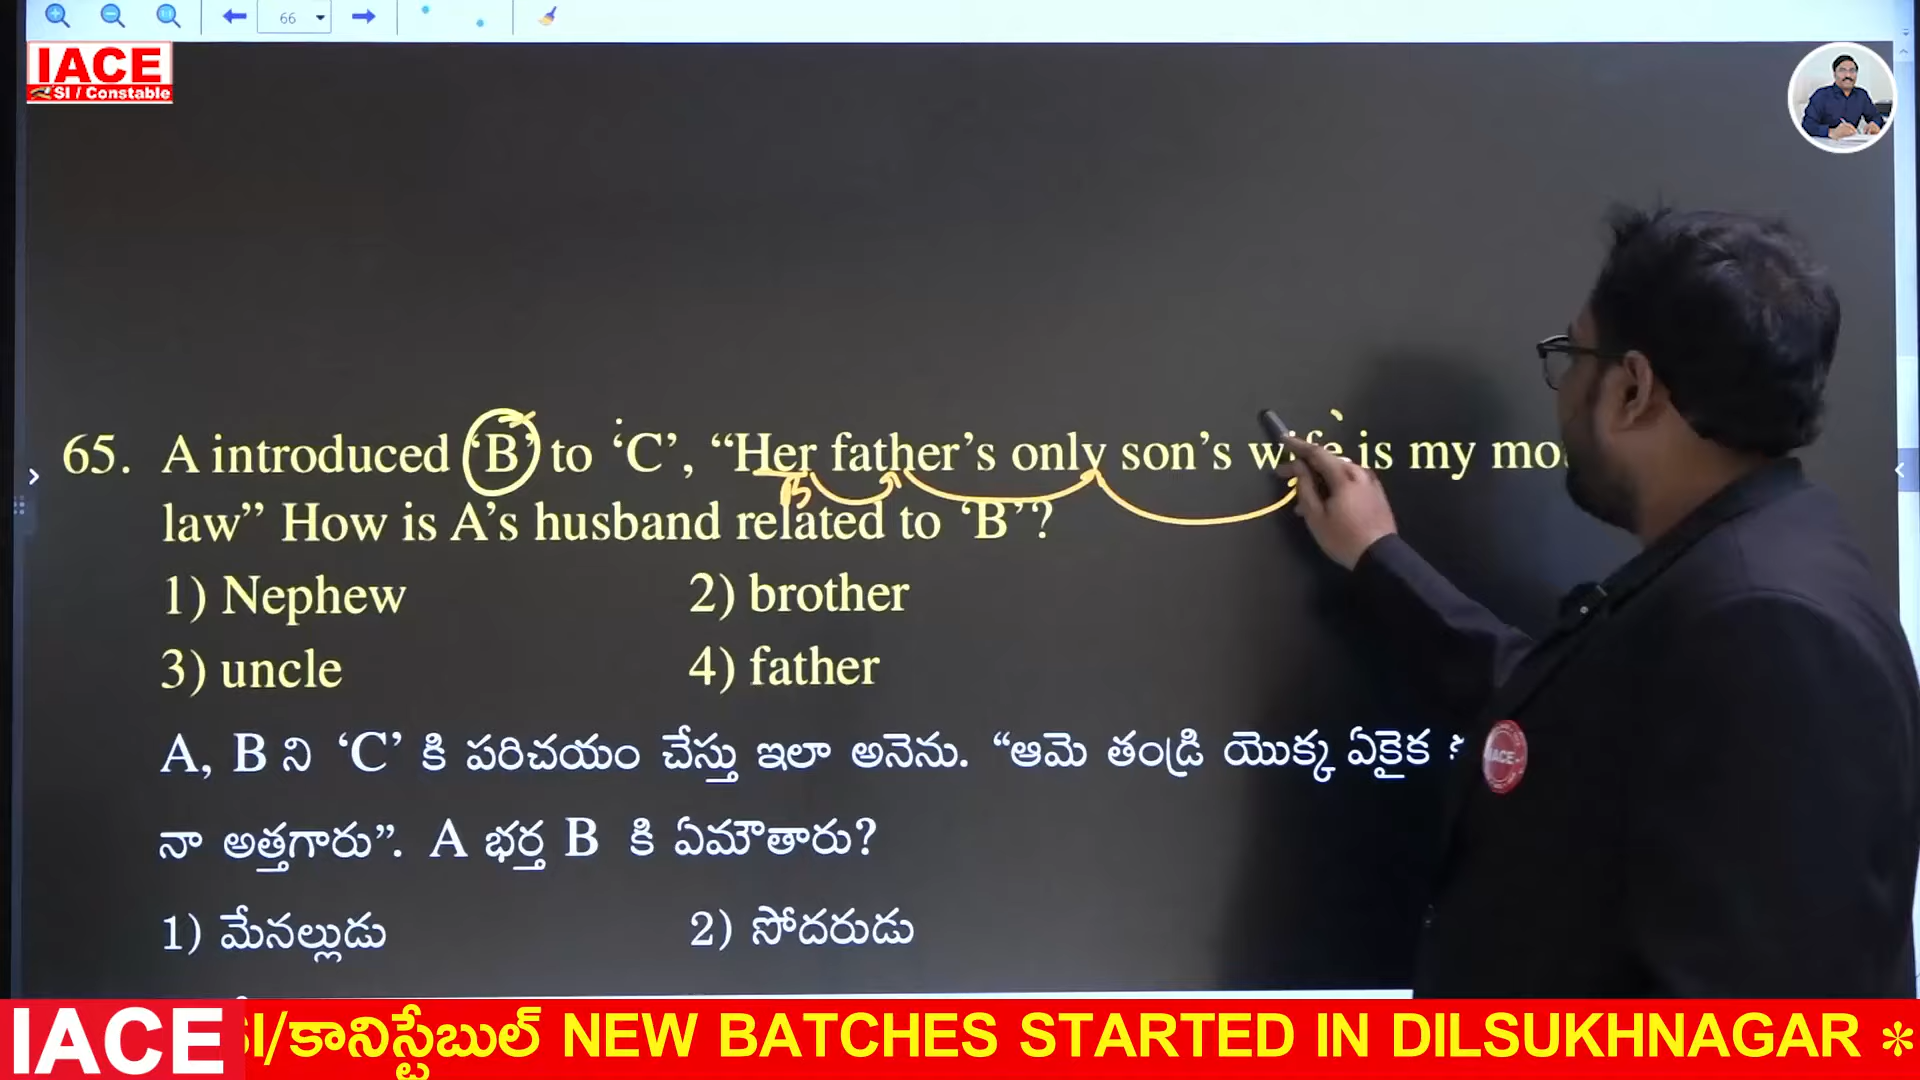 66
IACE
SI / Constable
65. A introduced ‘B’ to ‘C’, “Her father’s only son’s wife is my
law” How is A’s husband related to ‘B’?
B
1) Nephew 2) brother
3) uncle 4) father
A, B ని ‘C’ కి పరిచయం చేస్తు ఇలా అనెను. “ఆమె తండ్రి యొక్క ఏకైక
నా అత్తగారు”. A భర్త B కి ఏమౌతారు?
1) మేనల్లుడు 2) సోదరుడు
IACE
IACE SI/కానిస్టేబుల్ NEW BATCHES STARTED IN DILSUKHNAGAR *